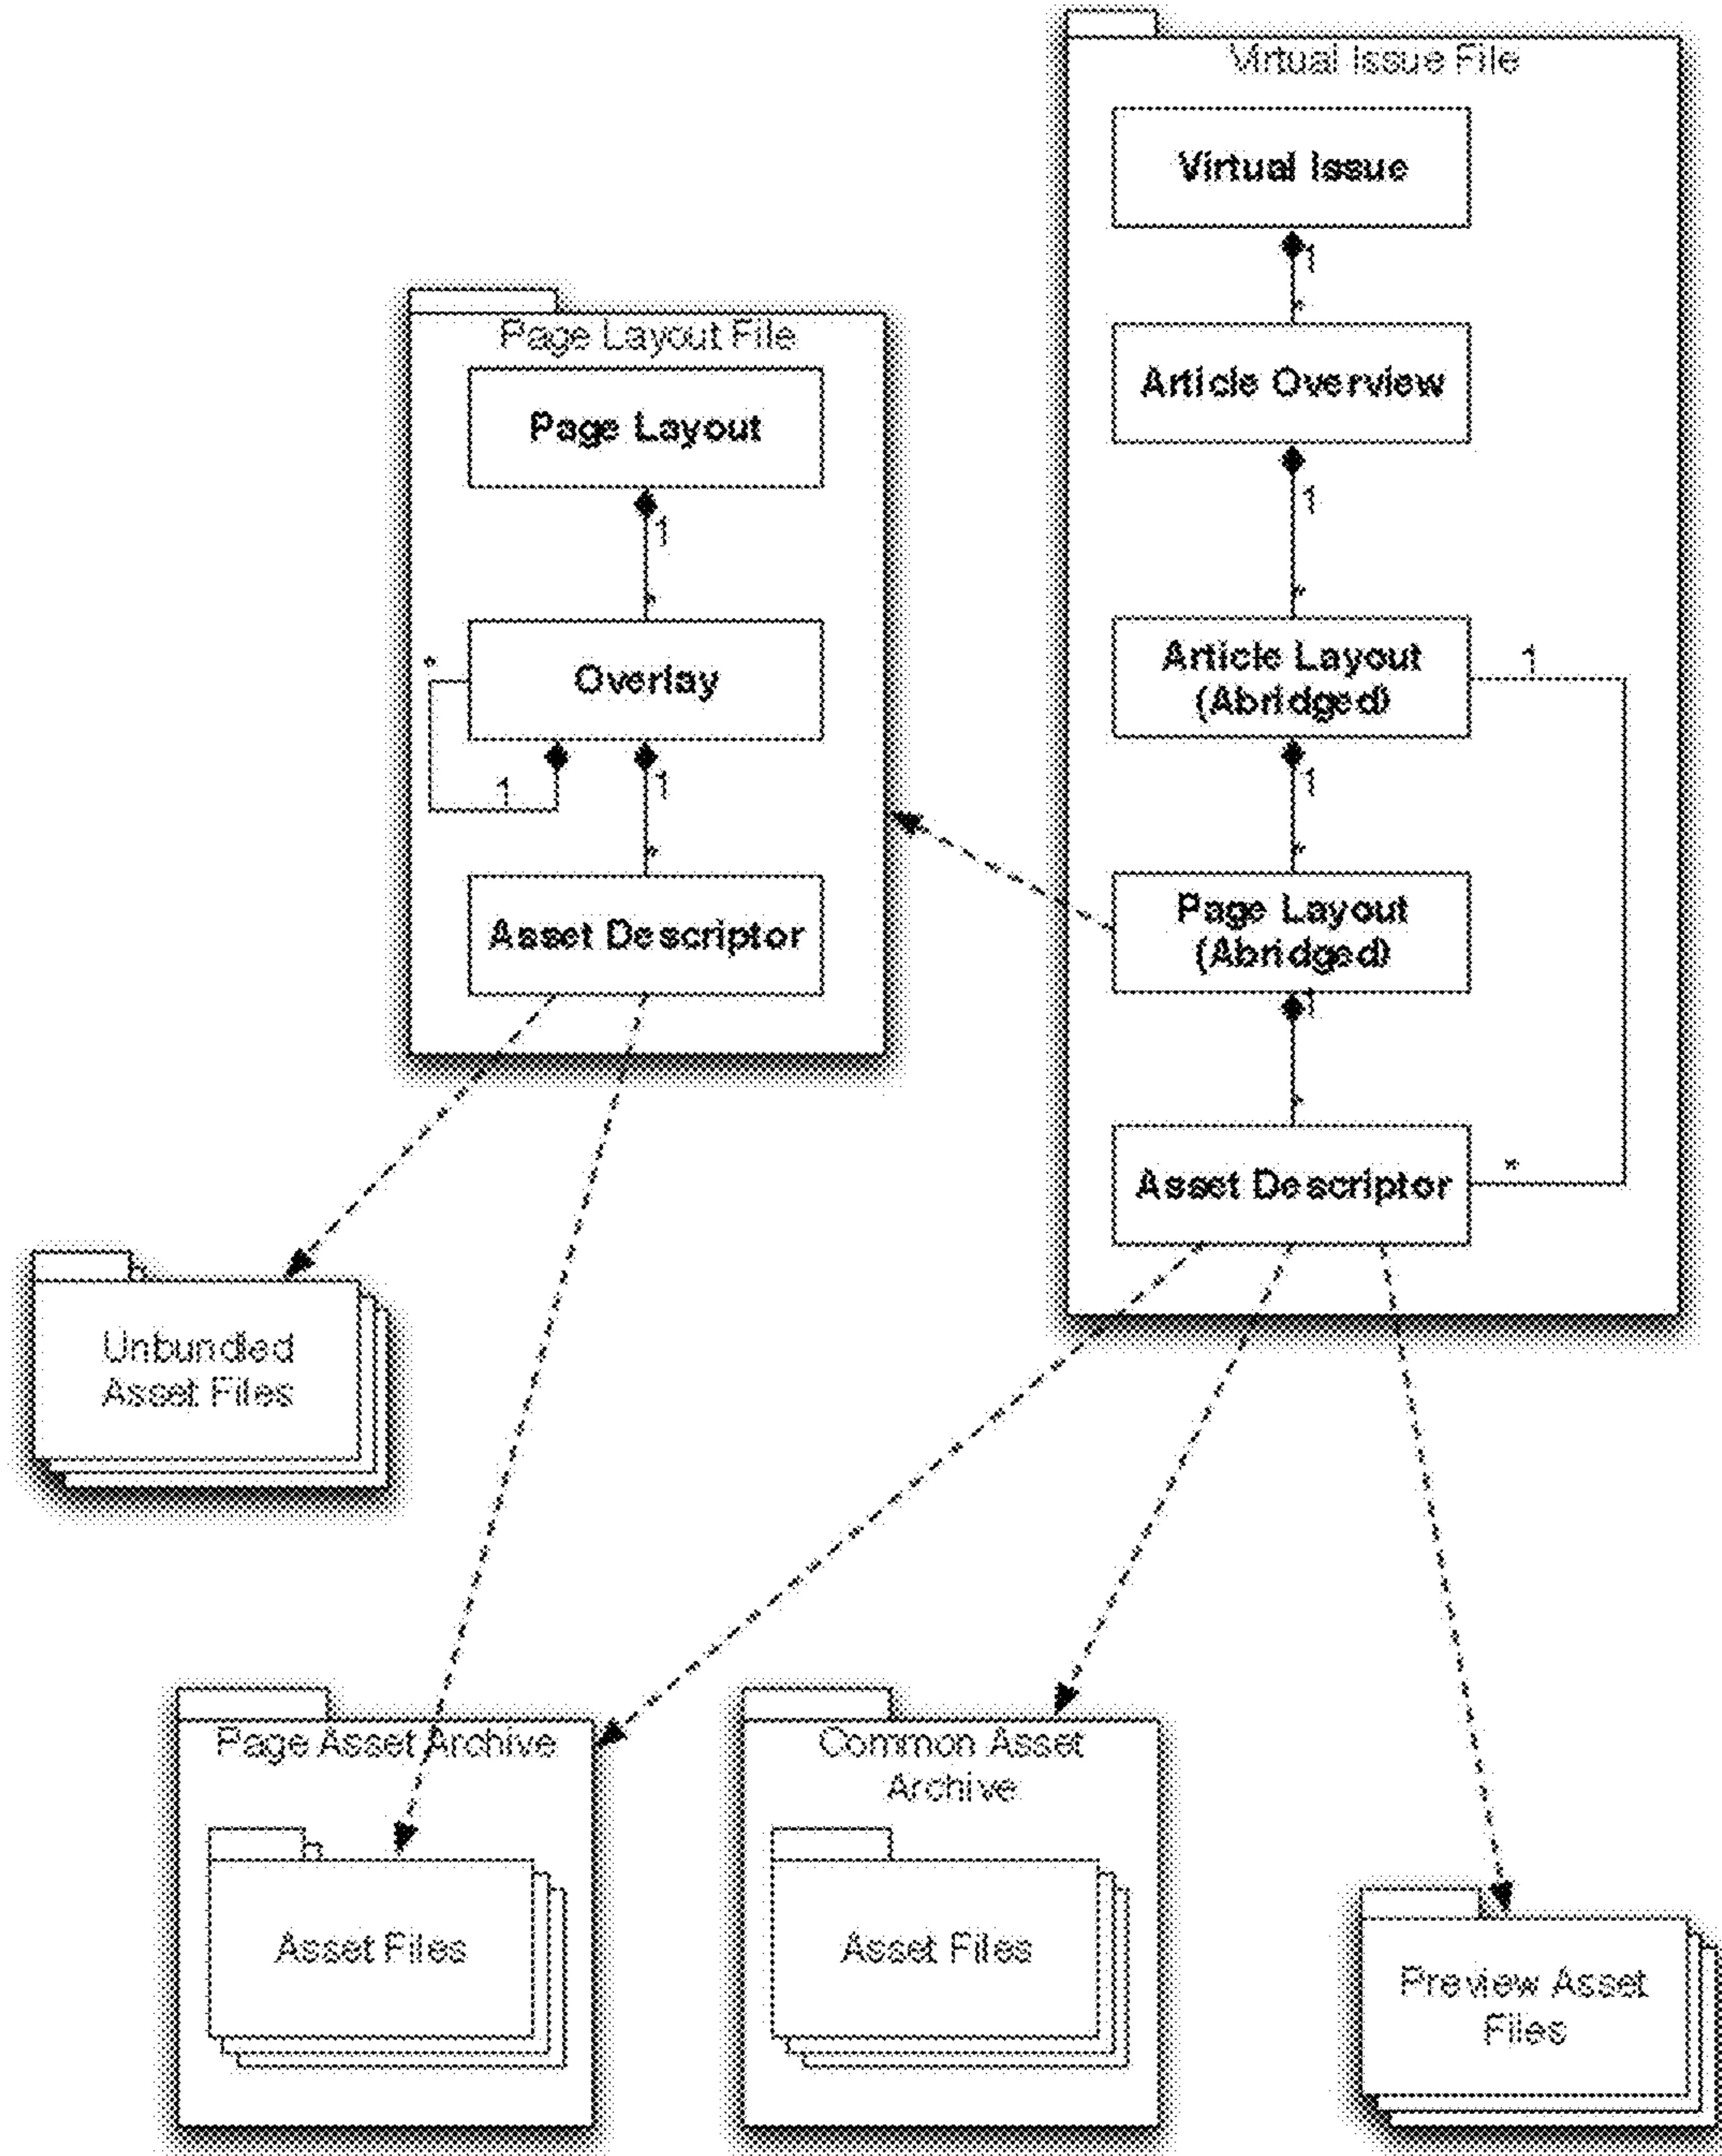 Virtual Issue File
Virtual Issue
1
*
Article Overview
1
*
Article Layout
(Abridged)
1
1
*
Page Layout
(Abridged)
1
*
Asset Descriptor
*
Page Layout File
Page Layout
1
*
Overlay
*
1
1
*
Asset Descriptor
Unbundled
Asset Files
Page Asset Archive
Asset Files
Common Asset
Archive
Asset Files
Preview Asset
Files